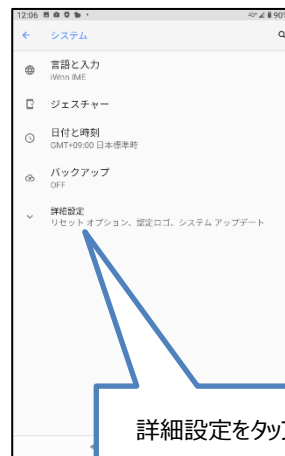 12:06
90%
システム
言語と入力
iWnn IME
ジェスチャー
日付と時刻
GMT+09:00 日本標準時
バックアップ
OFF
詳細設定
リセット オプション、認定ロゴ、システム アップデート
詳細設定をタップ